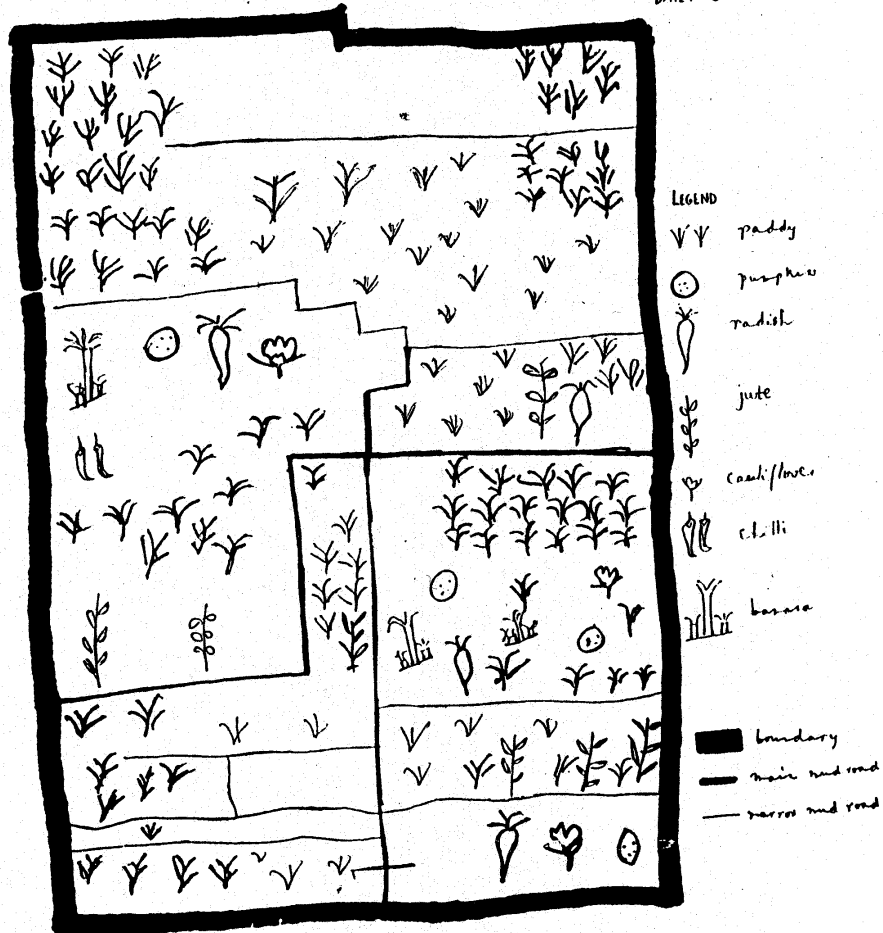 LEGEND
paddy
pumpkin
radish
jute
cauliflower
chilli
banana
boundary
main mud road
narrow mud road